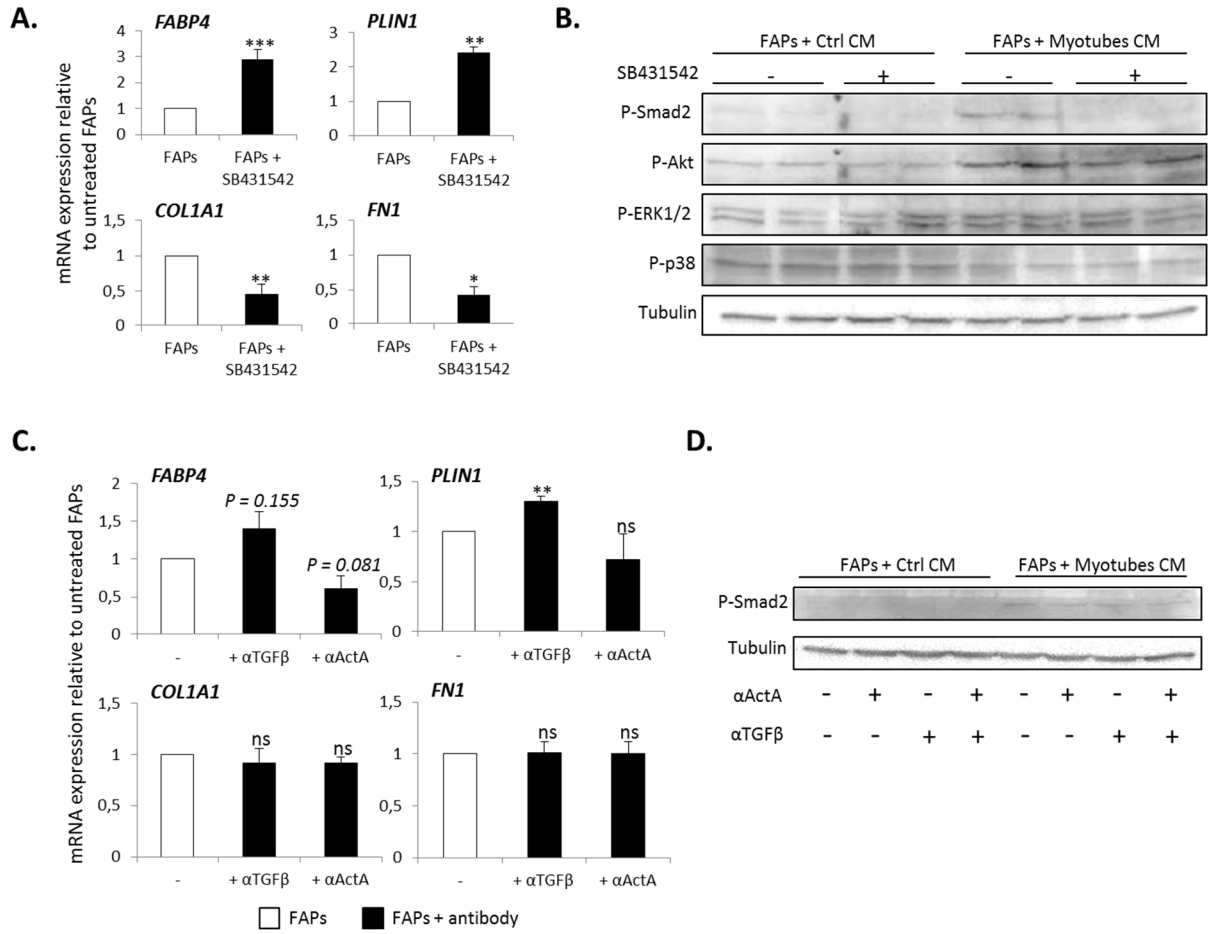 A.
mRNA expression relative
to untreated FAPs
FABP4
4
3
2
1
0
***
FAPs
FAPs +
SB431542
PLIN1
3
2
1
0
**
FAPs
FAPs +
SB431542
COL1A1
1,5
1
0,5
0
**
FAPs
FAPs +
SB431542
FN1
1,5
1
0,5
0
*
FAPs
FAPs +
SB431542
B.
FAPs + Ctrl CM
FAPs + Myotubes CM
SB431542 - + - +
P-Smad2
P-Akt
P-ERK1/2
P-p38
Tubulin
C.
mRNA expression relative to untreated FAPs
FABP4
2
1,5
1
0,5
0
P = 0.155
P = 0.081
- + αTGFβ + αActA
PLIN1
1,5
1
0,5
0
**
ns
- + αTGFβ + αActA
COL1A1
1,5
1
0,5
0
ns
ns
- + αTGFβ + αActA
FN1
1,5
1
0,5
0
ns
ns
- + αTGFβ + αActA
FAPs
FAPs + antibody
D.
FAPs + Ctrl CM
FAPs + Myotubes CM
P-Smad2
Tubulin
αActA - + - + - + - +
αTGFβ - - + + - - + +